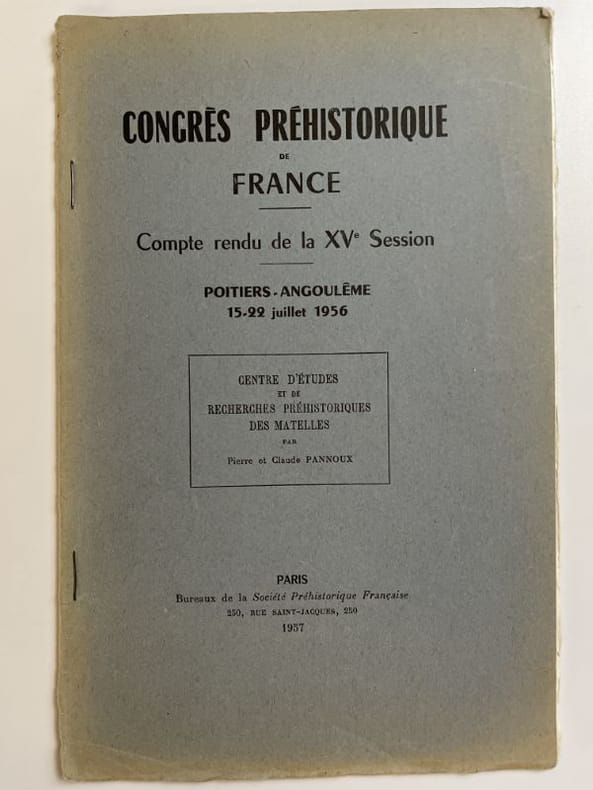 CONGRÈS PRÉHISTORIQUE
DE
FRANCE
Compte rendu de la XVe Session
POITIERS-ANGOULÊME
15-22 juillet 1956
CENTRE D'ÉTUDES
ET DE
RECHERCHES PRÉHISTORIQUES
DES MATELLES
PAR
Pierre et Claude PANNOUX
PARIS
Bureaux de la Société Préhistorique Française
250, RUE SAINT-JACQUES, 250
1957